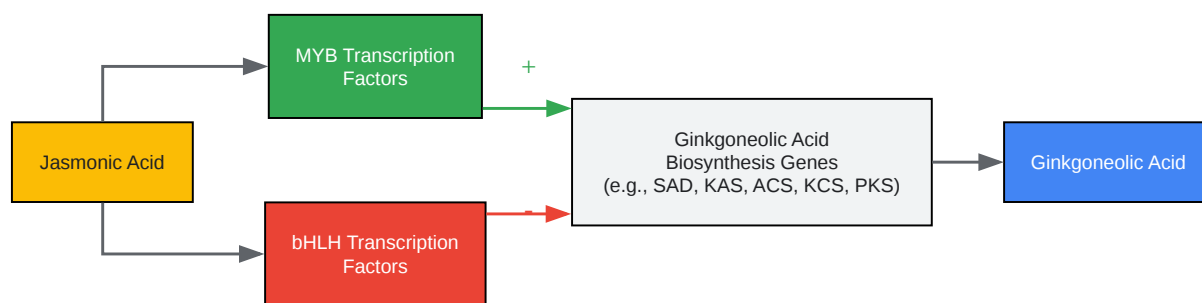 MYB Transcription
Factors
+
Jasmonic Acid
Ginkgoneolic Acid
Biosynthesis Genes
(e.g., SAD, KAS, ACS, KCS, PKS)
Ginkgoneolic Acid
-
bHLH Transcription
Factors